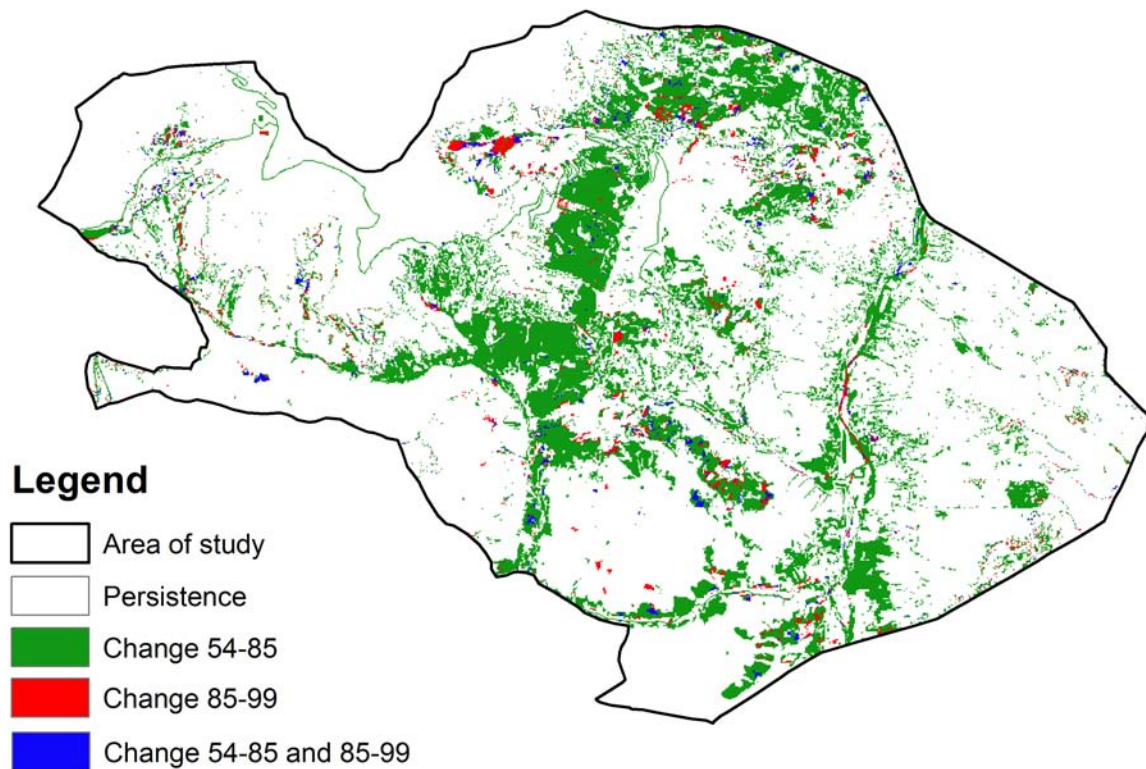 Legend
Area of study
Persistence
Change 54-85
Change 85-99
Change 54-85 and 85-99